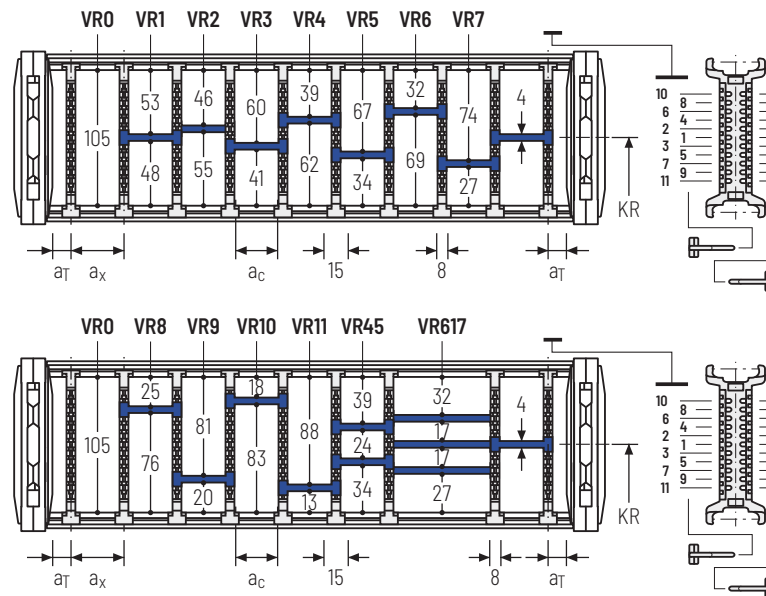 VR0 VR1 VR2 VR3 VR4 VR5 VR6 VR7
53 46 60 39 67 32 74 4
105
48 55 41 62 34 69 27
KR
10 8
6 4
2 1
3 5
7 9
11
aT aX aC 15 8 aT
VR0 VR8 VR9 VR10 VR11 VR45 VR617
25 81 18 88 39 32 4
105 24 17
17
76 20 83 13 34 27
KR
10 8
6 4
2 1
3 5
7 9
11
aT aX aC 15 8 aT